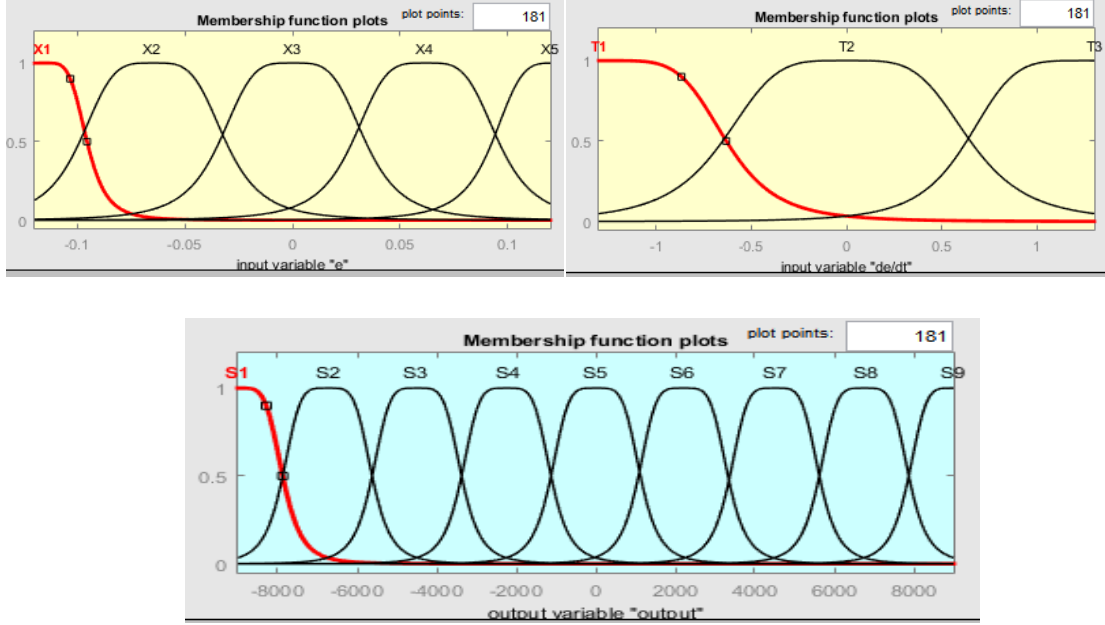 Membership function plots plot points: 181
X1 X2 X3 X4 X5
1
0.5
0
-0.1 -0.05 0 0.05 0.1
input variable "e"
Membership function plots plot points: 181
T1 T2 T3
1
0.5
0
-1 -0.5 0 0.5 1
input variable "de/dt"
Membership function plots plot points: 181
S1 S2 S3 S4 S5 S6 S7 S8 S9
1
0.5
0
-8000 -6000 -4000 -2000 0 2000 4000 6000 8000
output variable "output"